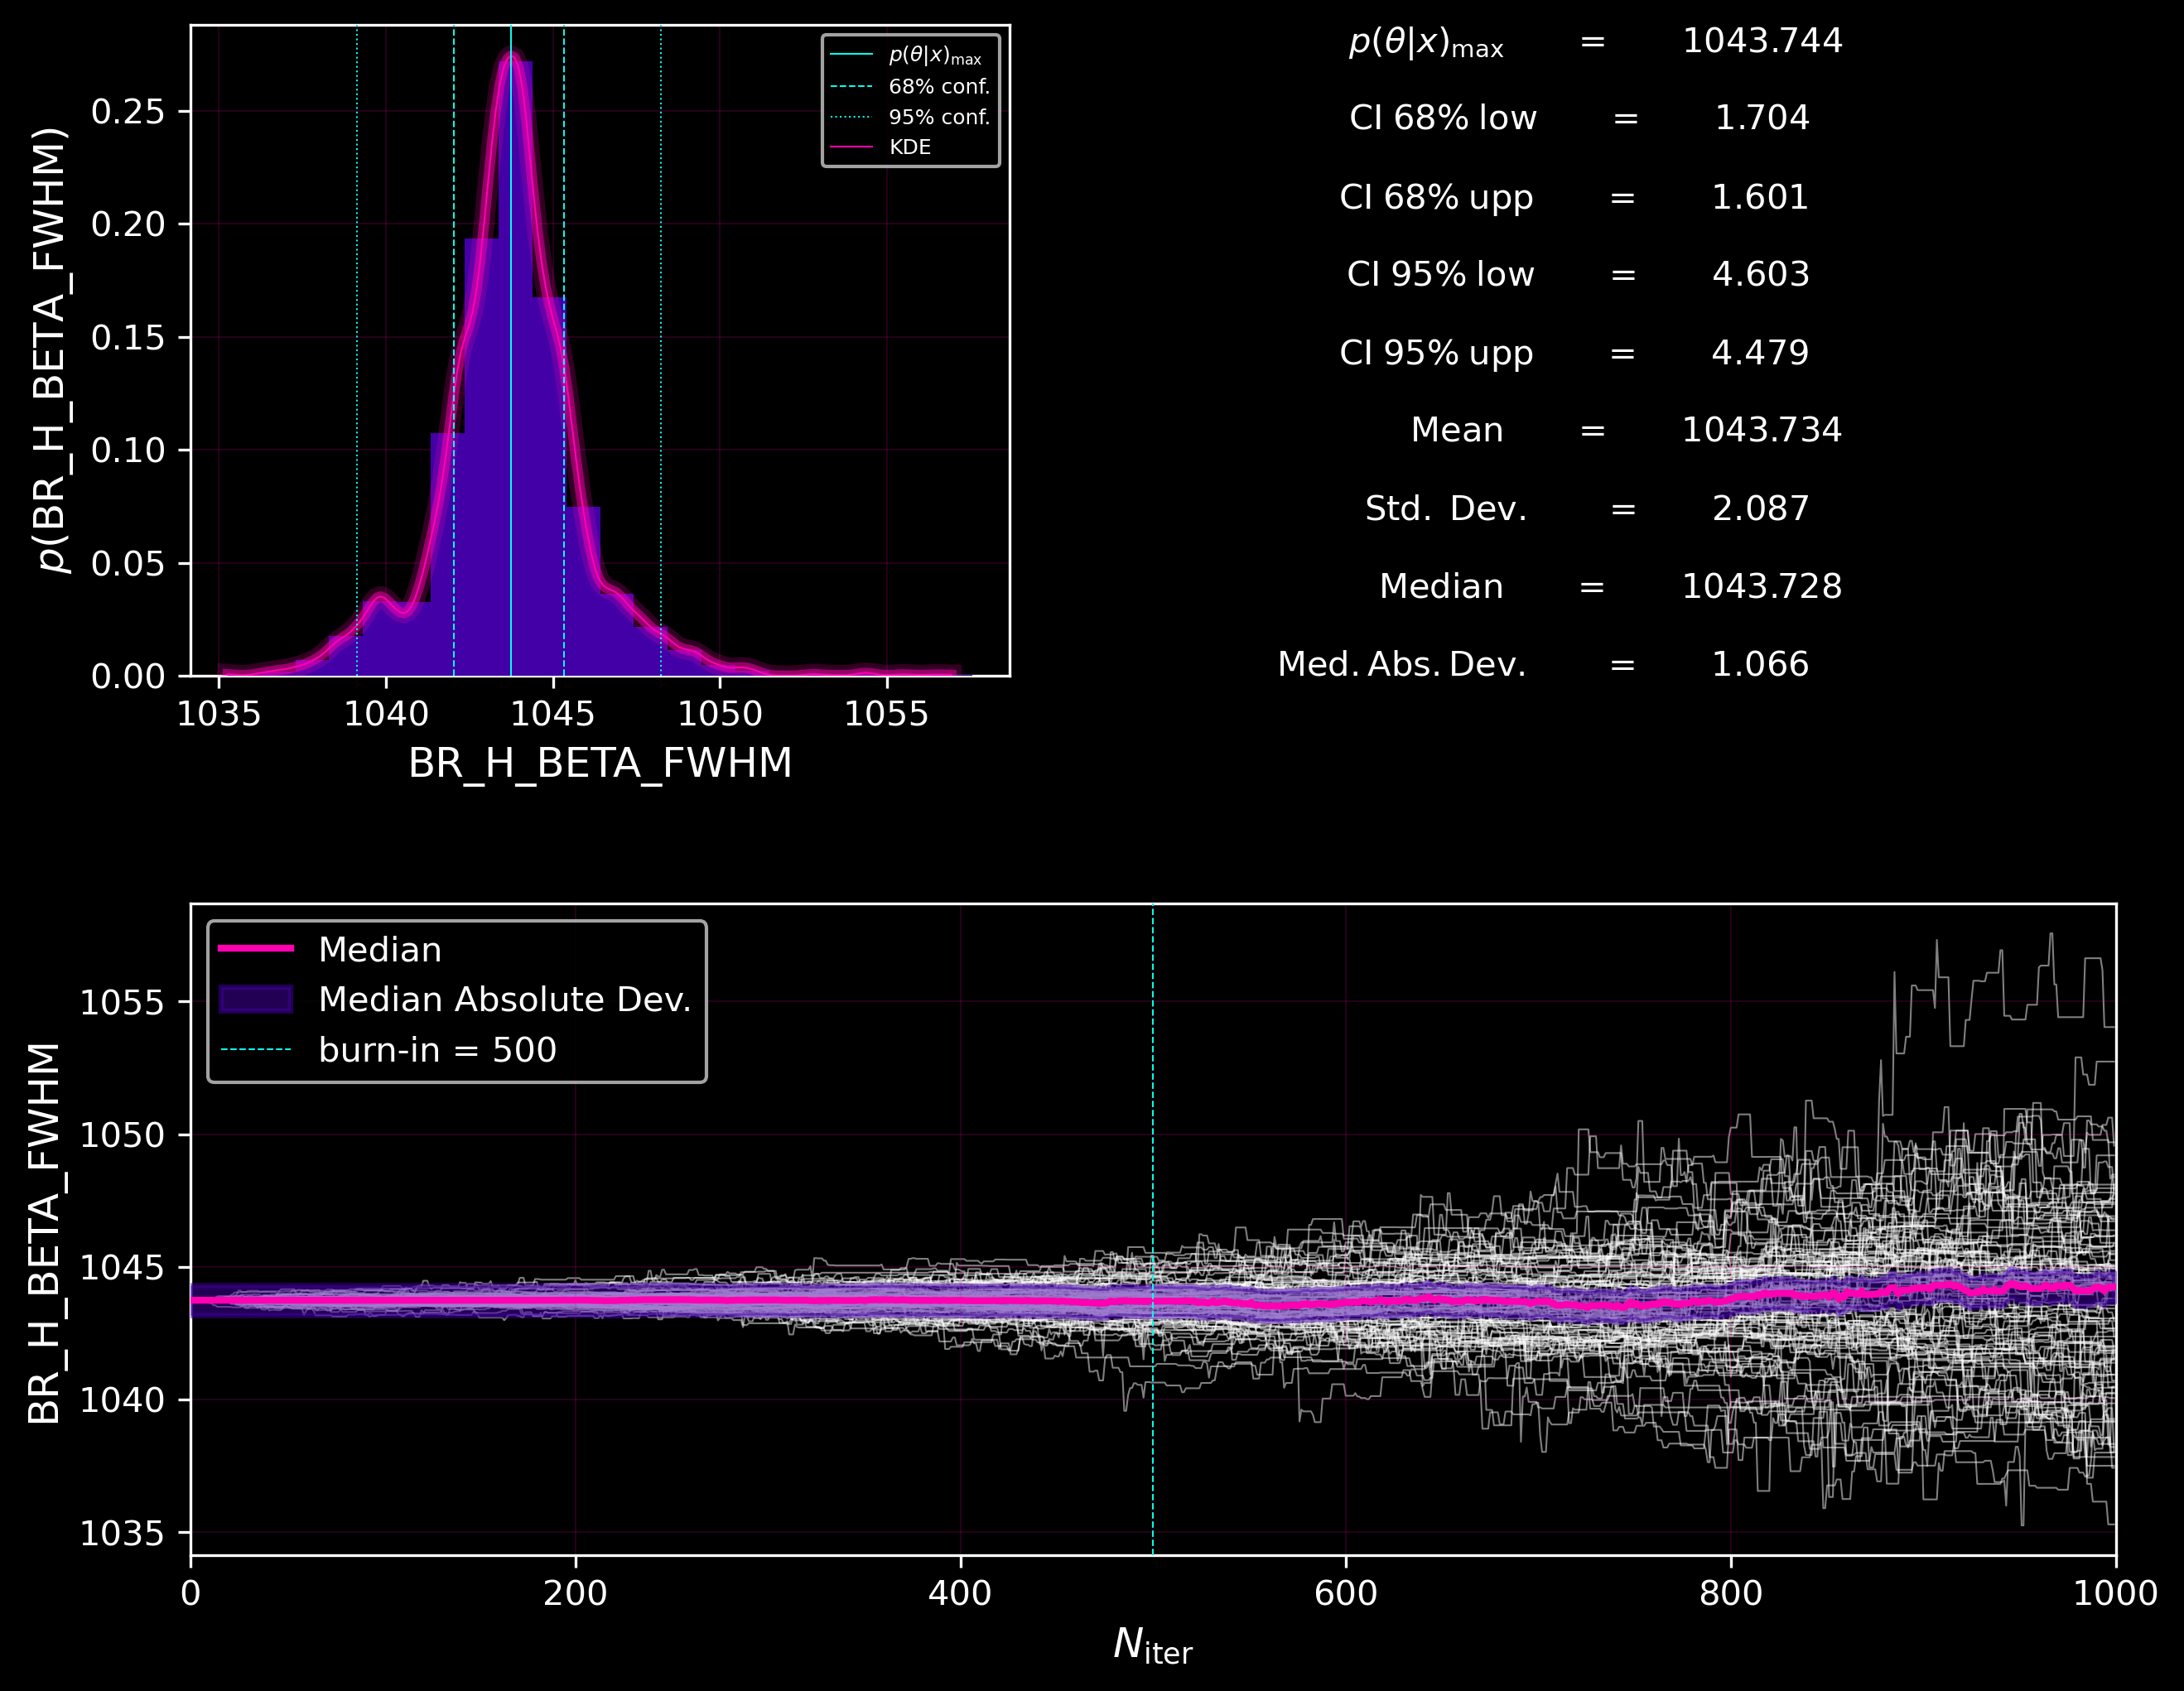 p(BR_H_BETA_FWHM)
0.25
0.20
0.15
0.10
0.05
0.00
1035 1040 1045 1050 1055
BR_H_BETA_FWHM
p(θ|x)max
68% conf.
95% conf.
KDE
p(θ|x)max = 1043.744
CI 68% low = 1.704
CI 68% upp = 1.601
CI 95% low = 4.603
CI 95% upp = 4.479
Mean = 1043.734
Std. Dev. = 2.087
Median = 1043.728
Med. Abs. Dev. = 1.066
BR_H_BETA_FWHM
1055
1050
1045
1040
1035
Median
Median Absolute Dev.
burn-in = 500
0 200 400 600 800 1000
Niter